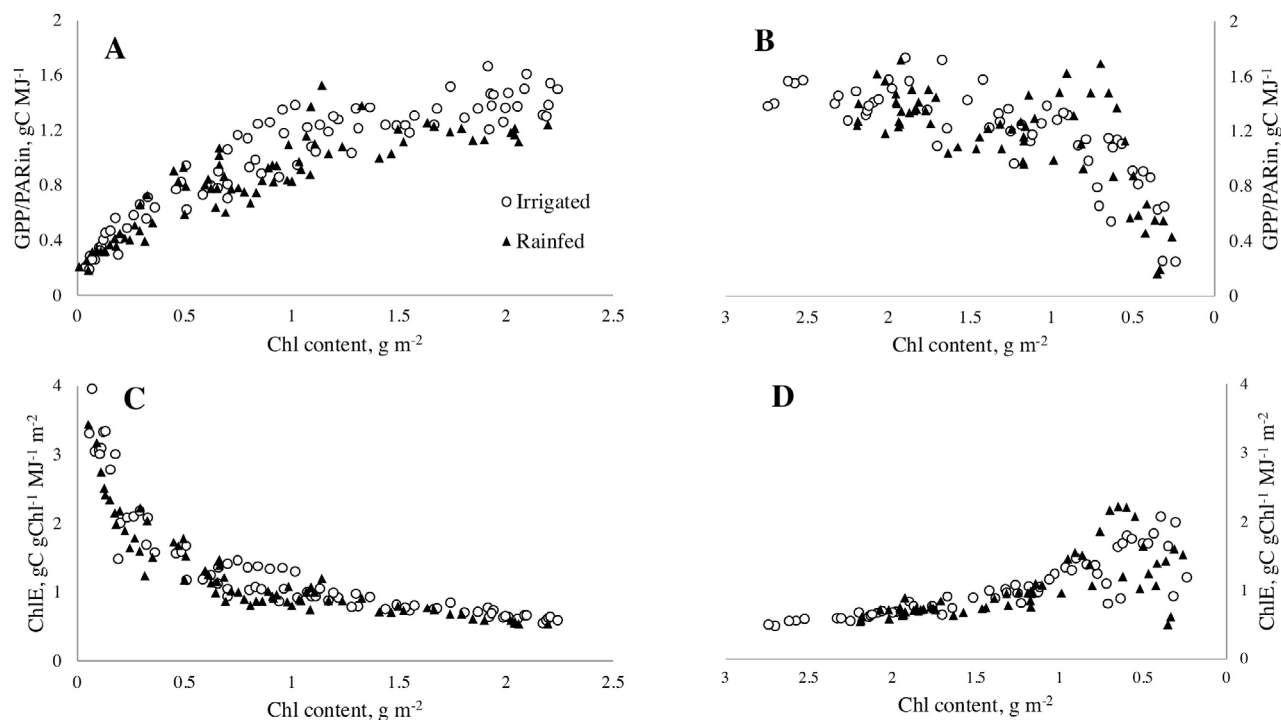 A
GPP/PARin, gC MJ⁻¹
2
1.6
1.2
0.8
0.4
0
Irrigated
Rainfed
0 0.5 1 1.5 2 2.5
Chl content, g m⁻²
B
2
1.6
1.2
0.8
0.4
0
GPP/PARin, gC MJ⁻¹
3 2.5 2 1.5 1 0.5 0
Chl content, g m⁻²
C
ChlE, gC gChl⁻¹ MJ⁻¹ m⁻²
4
3
2
1
0
0 0.5 1 1.5 2 2.5
Chl content, g m⁻²
D
4
3
2
1
0
ChlE, gC gChl⁻¹ MJ⁻¹ m⁻²
3 2.5 2 1.5 1 0.5 0
Chl content, g m⁻²